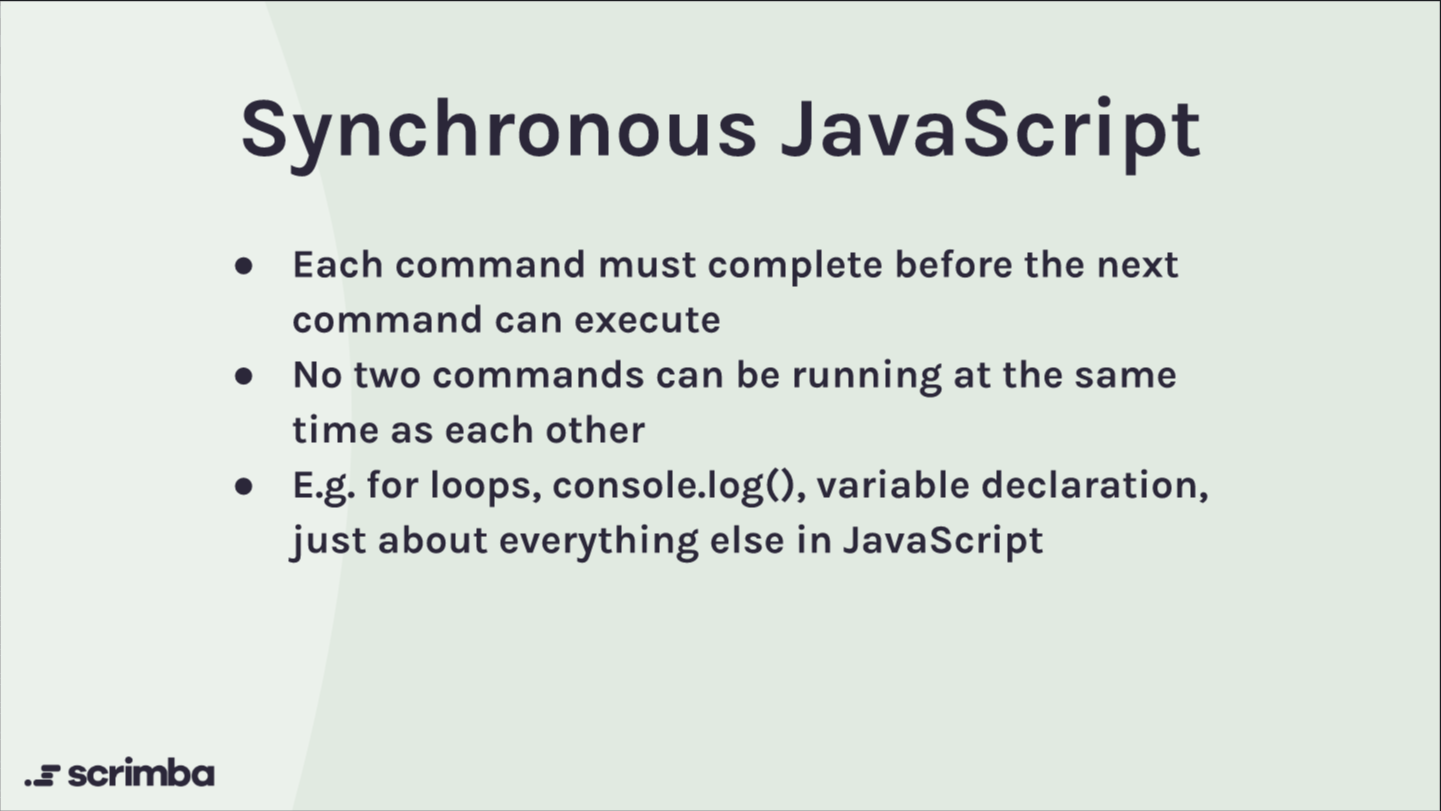 Synchronous JavaScript
● Each command must complete before the next
command can execute
● No two commands can be running at the same
time as each other
● E.g. for loops, console.log(), variable declaration,
just about everything else in JavaScript
scrimba